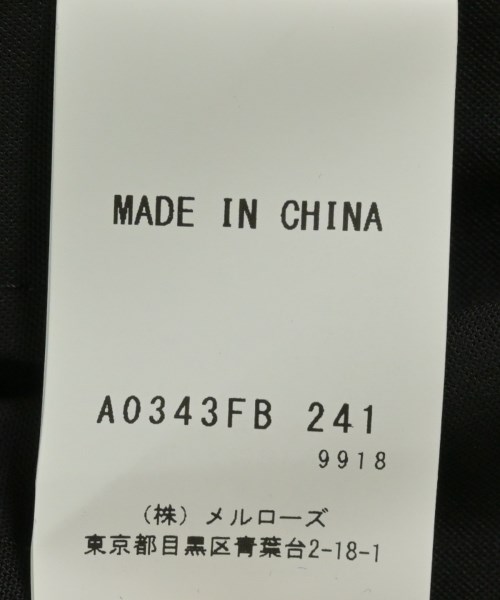 MADE IN CHINA
A0343FB 241
9918
(株) メルローズ
東京都目黒区青葉台2-18-1